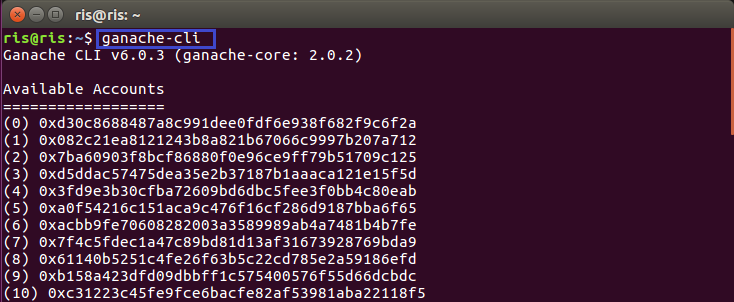 ris@ris: ~
ris@ris:~$ ganache-cli
Ganache CLI v6.0.3 (ganache-core: 2.0.2)
Available Accounts
==================
(0) 0xd30c8688487a8c991dee0fdf6e938f682f9c6f2a
(1) 0x082c21ea8121243b8a821b67066c9997b207a712
(2) 0x7ba60903f8bcf86880f0e96ce9ff79b51709c125
(3) 0xd5ddac57475dea35e2b37187b1aaaca121e15f5d
(4) 0x3fd9e3b30cfba72609bd6dbc5fee3f0bb4c80eab
(5) 0xa0f54216c151aca9c476f16cf286d9187bba6f65
(6) 0xacbb9fe70608282003a3589989ab4a7481b4b7fe
(7) 0x7f4c5fdec1a47c89bd81d13af31673928769bda9
(8) 0x61140b5251c4fe26f63b5c22cd785e2a59186efd
(9) 0xb158a423dfd09dbbff1c575400576f55d66dcbdc
(10) 0xc31223c45fe9fce6bacfe82af53981aba22118f5